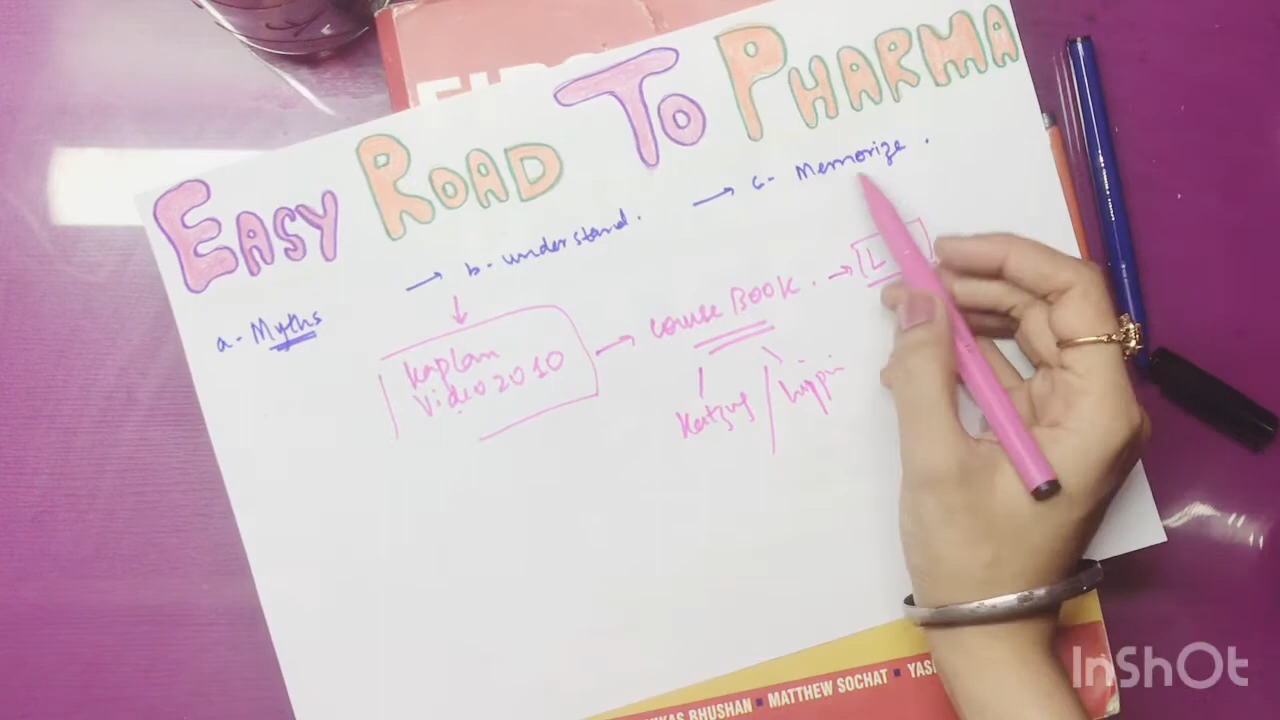 EASY ROAD TO PHARMA
a- Myths
→ b- understand.
→ c- Memorize.
Kaplan
Video 2010
→ course BOOK. →
Katzung / lippin
VIKAS BHUSHAN ▪ MATTHEW SOCHAT ▪ YAS
InShOt